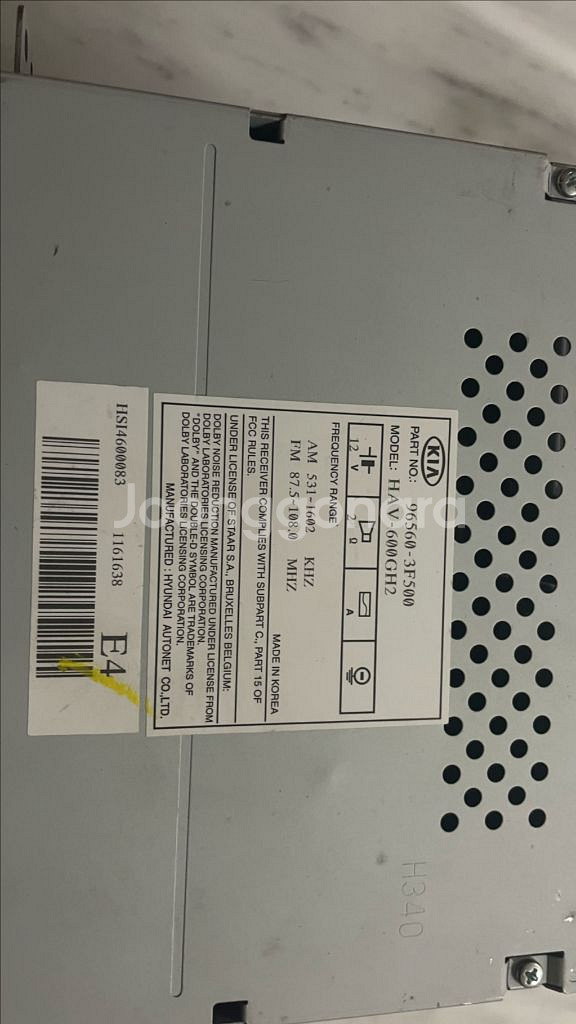 KIA
PART NO.: 96560-3F500
MODEL: HAV 600GH2
12 V
2 Ω
A
FREQUENCY RANGE
AM 531-1602 KHZ
FM 87.5-108.0 MHZ
MADE IN KOREA
THIS RECEIVER COMPLIES WITH SUBPART C., PART 15 OF
FCC RULES.
UNDER LICENSE OF STAAR S.A., BRUXELLES BELGIUM:
DOLBY NOISE REDUCTION MANUFACTURED UNDER LICENSE FROM
DOLBY LABORATORIES LICENSING CORPORATION.
"DOLBY" AND THE DOUBLE-D SYMBOL ARE TRADEMARKS OF
DOLBY LABORATORIES LICENSING CORPORATION.
MANUFACTURED : HYUNDAI AUTONET CO.,LTD.
HSI4600083 1161638 E4
H340